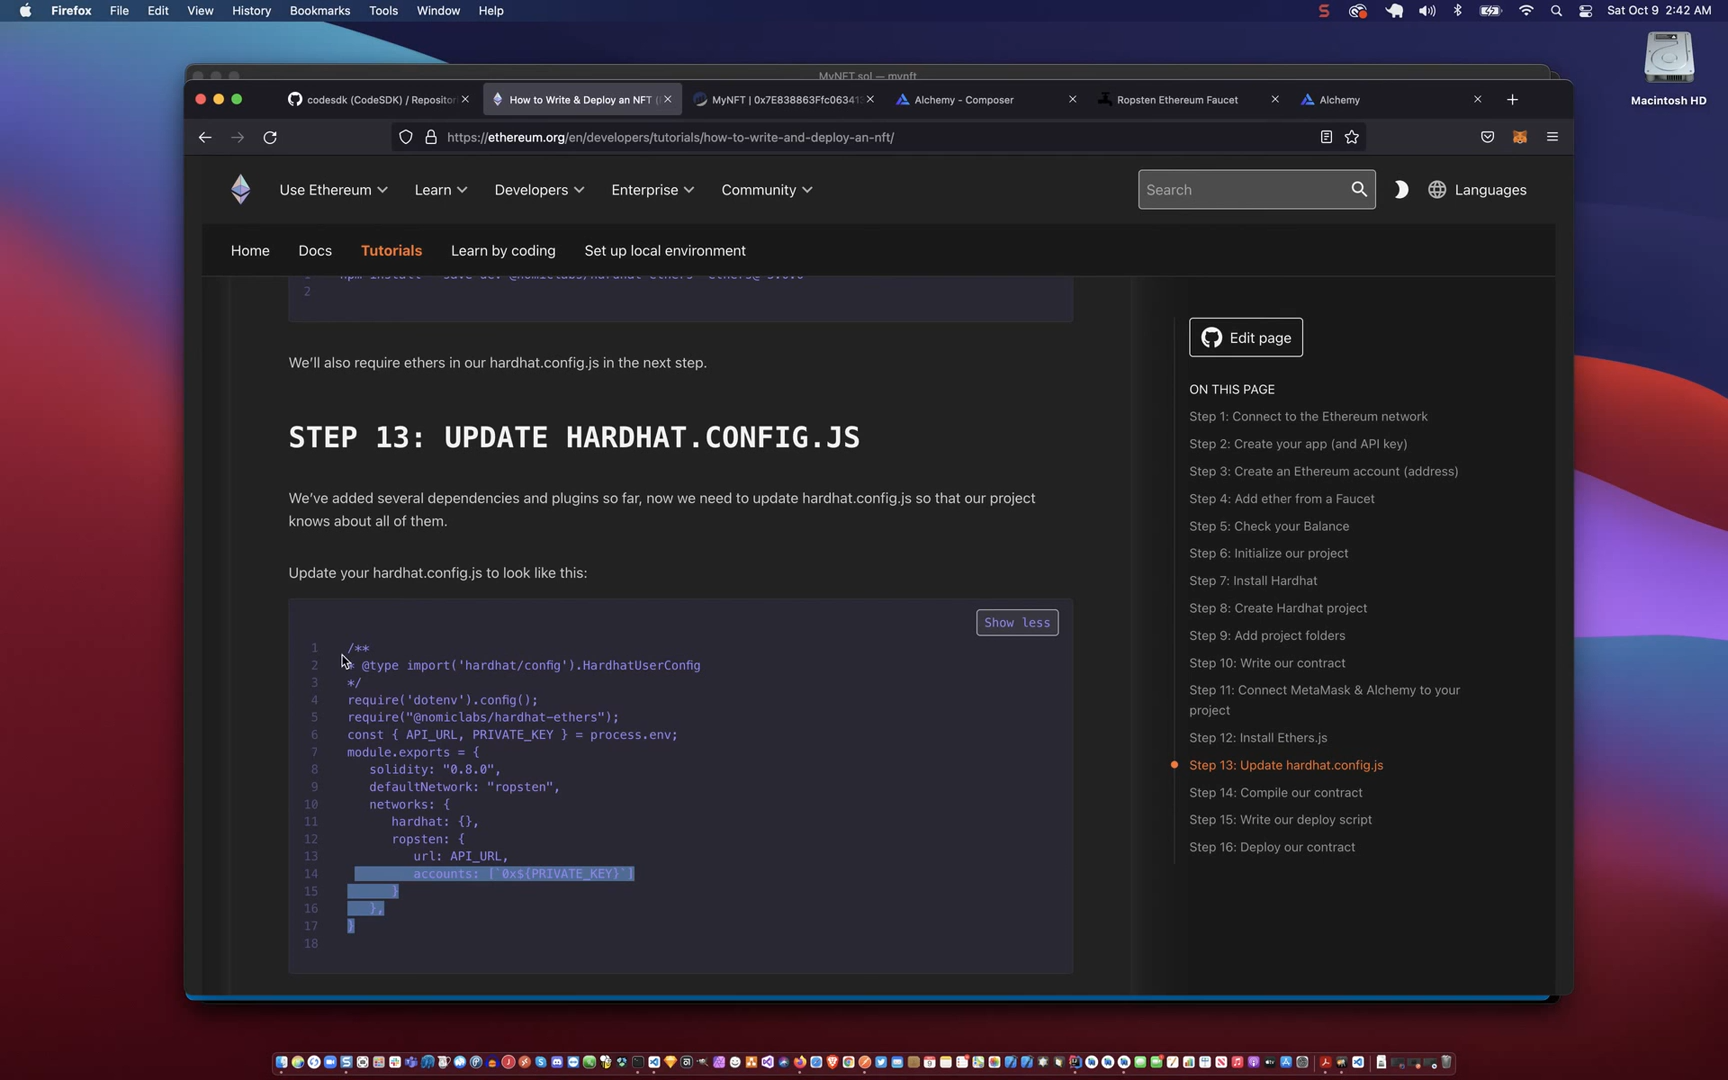 Firefox File Edit View History Bookmarks Tools Window Help
Sat Oct 9 2:42 AM
Macintosh HD
MyNFT.sol — mynft
codesdk (CodeSDK) / Repositor
How to Write & Deploy an NFT (
MyNFT | 0x7E838863Ffc06341
Alchemy - Composer
Ropsten Ethereum Faucet
Alchemy
https://ethereum.org/en/developers/tutorials/how-to-write-and-deploy-an-nft/
Use Ethereum Learn Developers Enterprise Community
Search
Languages
Home Docs Tutorials Learn by coding Set up local environment
2
We'll also require ethers in our hardhat.config.js in the next step.
STEP 13: UPDATE HARDHAT.CONFIG.JS
We've added several dependencies and plugins so far, now we need to update hardhat.config.js so that our project
knows about all of them.
Update your hardhat.config.js to look like this:
Show less
1 /**
2 * @type import('hardhat/config').HardhatUserConfig
3 */
4 require('dotenv').config();
5 require("@nomiclabs/hardhat-ethers");
6 const { API_URL, PRIVATE_KEY } = process.env;
7 module.exports = {
8 solidity: "0.8.0",
9 defaultNetwork: "ropsten",
10 networks: {
11 hardhat: {},
12 ropsten: {
13 url: API_URL,
14 accounts: [`0x${PRIVATE_KEY}`]
15 }
16 },
17 }
18
Edit page
ON THIS PAGE
Step 1: Connect to the Ethereum network
Step 2: Create your app (and API key)
Step 3: Create an Ethereum account (address)
Step 4: Add ether from a Faucet
Step 5: Check your Balance
Step 6: Initialize our project
Step 7: Install Hardhat
Step 8: Create Hardhat project
Step 9: Add project folders
Step 10: Write our contract
Step 11: Connect MetaMask & Alchemy to your
project
Step 12: Install Ethers.js
Step 13: Update hardhat.config.js
Step 14: Compile our contract
Step 15: Write our deploy script
Step 16: Deploy our contract